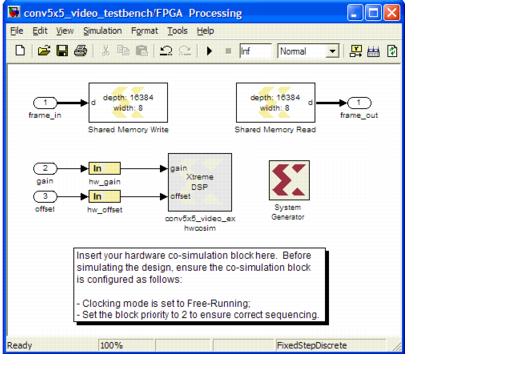 conv5x5_video_testbench/FPGA Processing
File Edit View Simulation Format Tools Help
Inf Normal
1 d depth: 16384 width: 8 depth: 16384 width: 8 d 1
frame_in frame_out
Shared Memory Write Shared Memory Read
2 In gain
gain hw_gain Xtreme
DSP
3 In offset
offset hw_offset conv5x5_video_ex
hwcosim
System
Generator
Insert your hardware co-simulation block here. Before
simulating the design, ensure the co-simulation block
is configured as follows:
- Clocking mode is set to Free-Running;
- Set the block priority to 2 to ensure correct sequencing.
Ready 100% FixedStepDiscrete